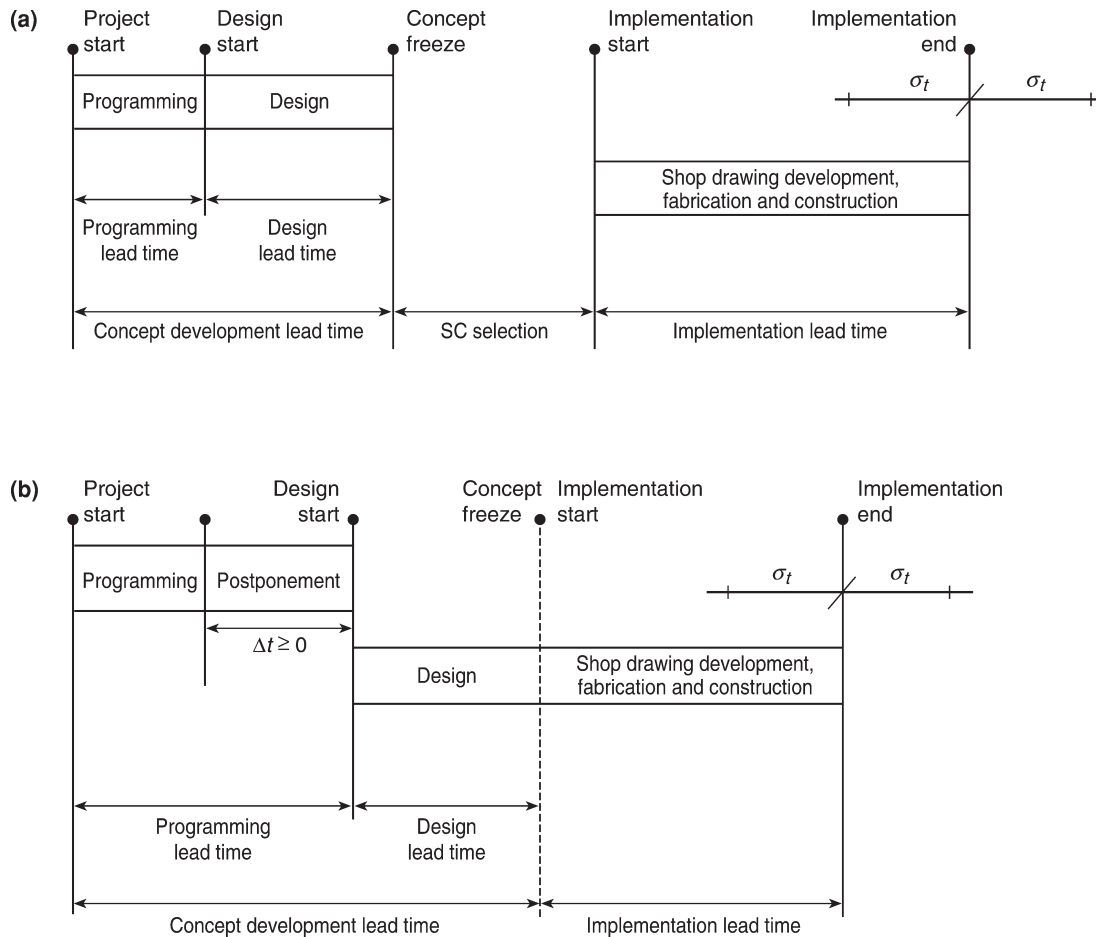 (a)
Project
start
Design
start
Concept
freeze
Implementation
start
Implementation
end
σt
σt
Programming
Design
Shop drawing development,
fabrication and construction
Programming
lead time
Design
lead time
Concept development lead time
SC selection
Implementation lead time
(b)
Project
start
Design
start
Concept
freeze
Implementation
start
Implementation
end
σt
σt
Programming
Postponement
Δt ≥ 0
Design
Shop drawing development,
fabrication and construction
Programming
lead time
Design
lead time
Concept development lead time
Implementation lead time